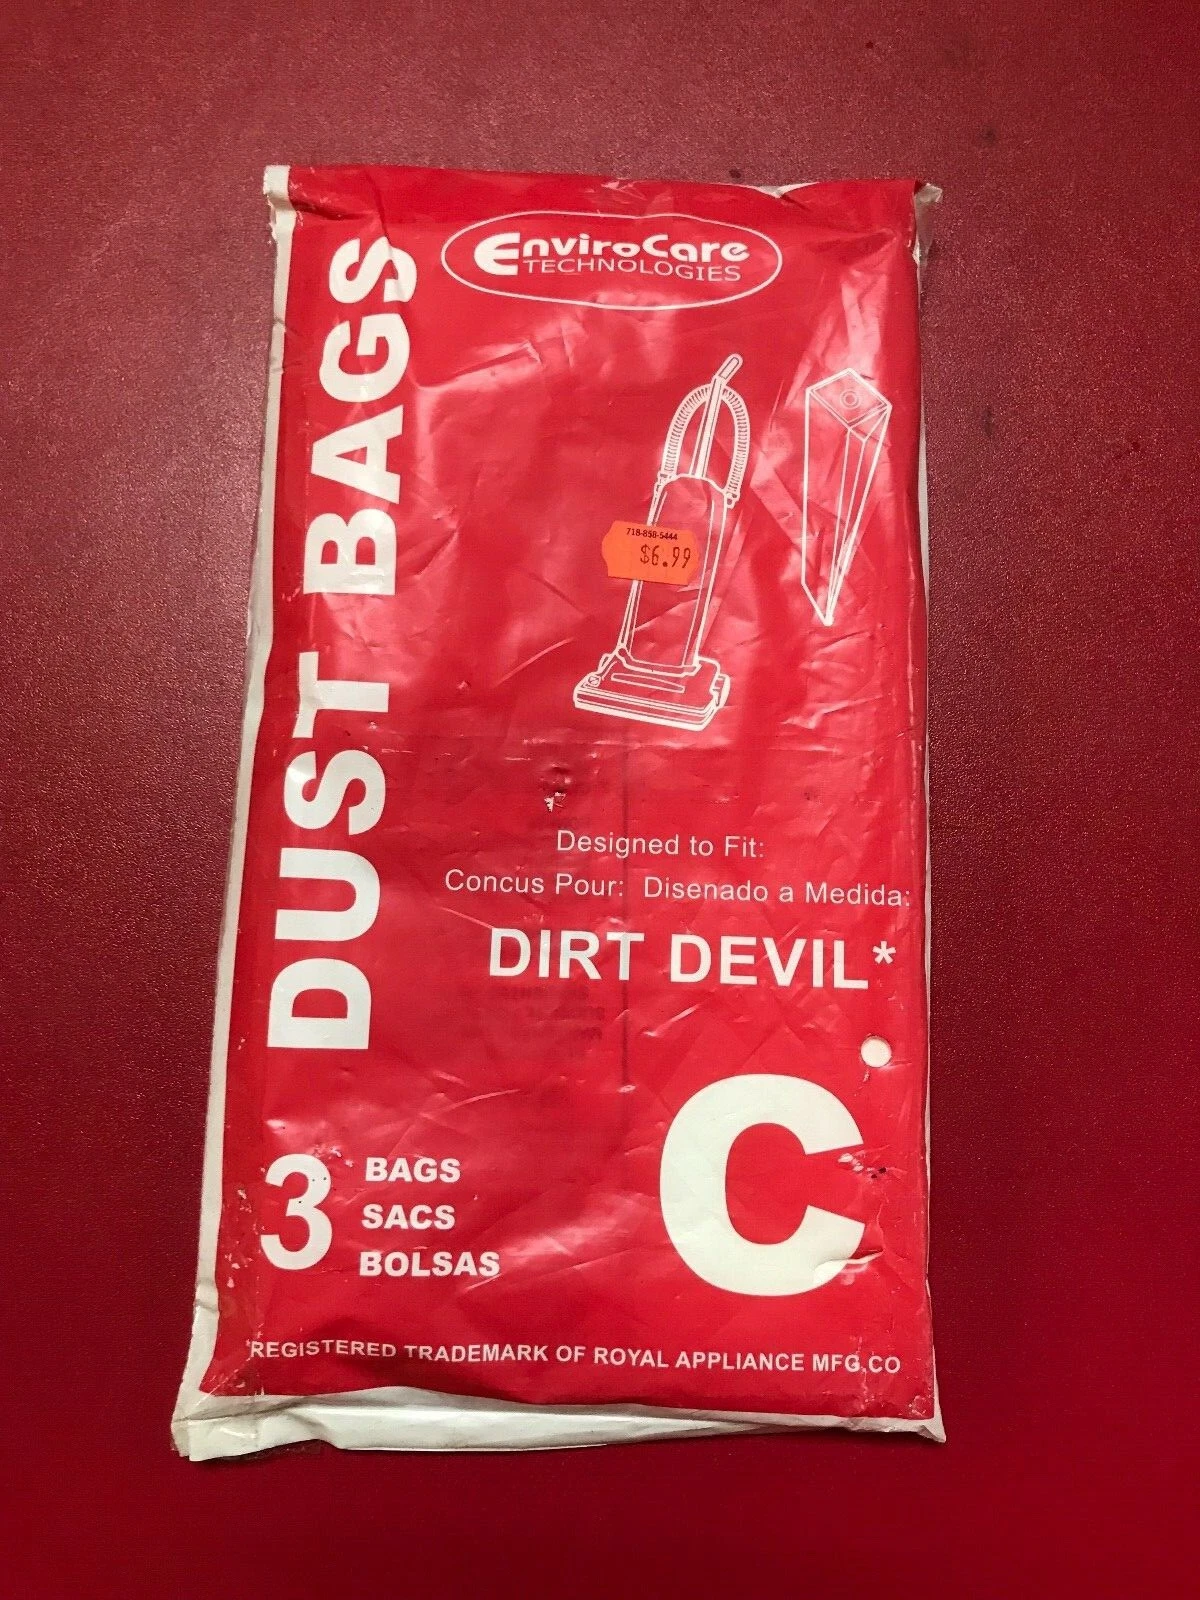 EnviroCare
TECHNOLOGIES
DUST BAGS
718-858-5444
$6.99
Designed to Fit:
Concus Pour: Disenado a Medida:
DIRT DEVIL*
C
3
BAGS
SACS
BOLSAS
*REGISTERED TRADEMARK OF ROYAL APPLIANCE MFG.CO